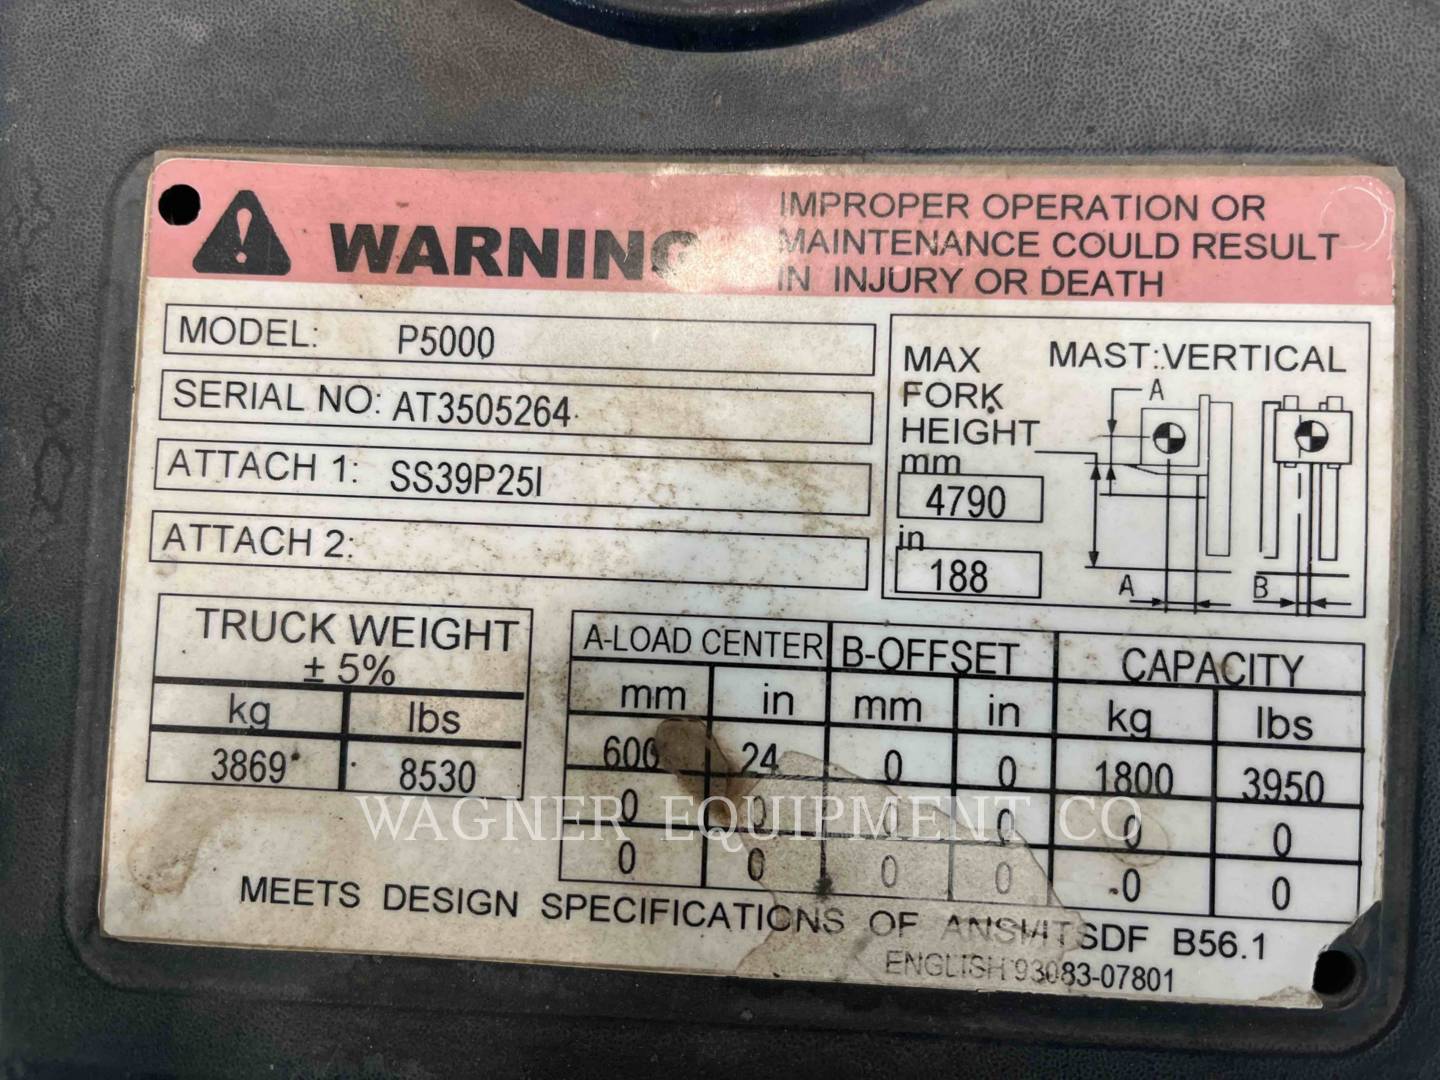 WARNING
IMPROPER OPERATION OR
MAINTENANCE COULD RESULT
IN INJURY OR DEATH
MODEL: P5000
SERIAL NO: AT3505264
ATTACH 1: SS39P25I
ATTACH 2:
MAX
FORK
HEIGHT
mm
4790
in
188
MAST:VERTICAL
A
A
B
TRUCK WEIGHT
± 5%
kg lbs
3869 8530
A-LOAD CENTER B-OFFSET CAPACITY
mm in mm in kg lbs
600 24 0 0 1800 3950
0 0 0 0 0 0
0 0 0 0 0 0
WAGNER EQUIPMENT CO
MEETS DESIGN SPECIFICATIONS OF ANSI/ITSDF B56.1
ENGLISH 93083-07801